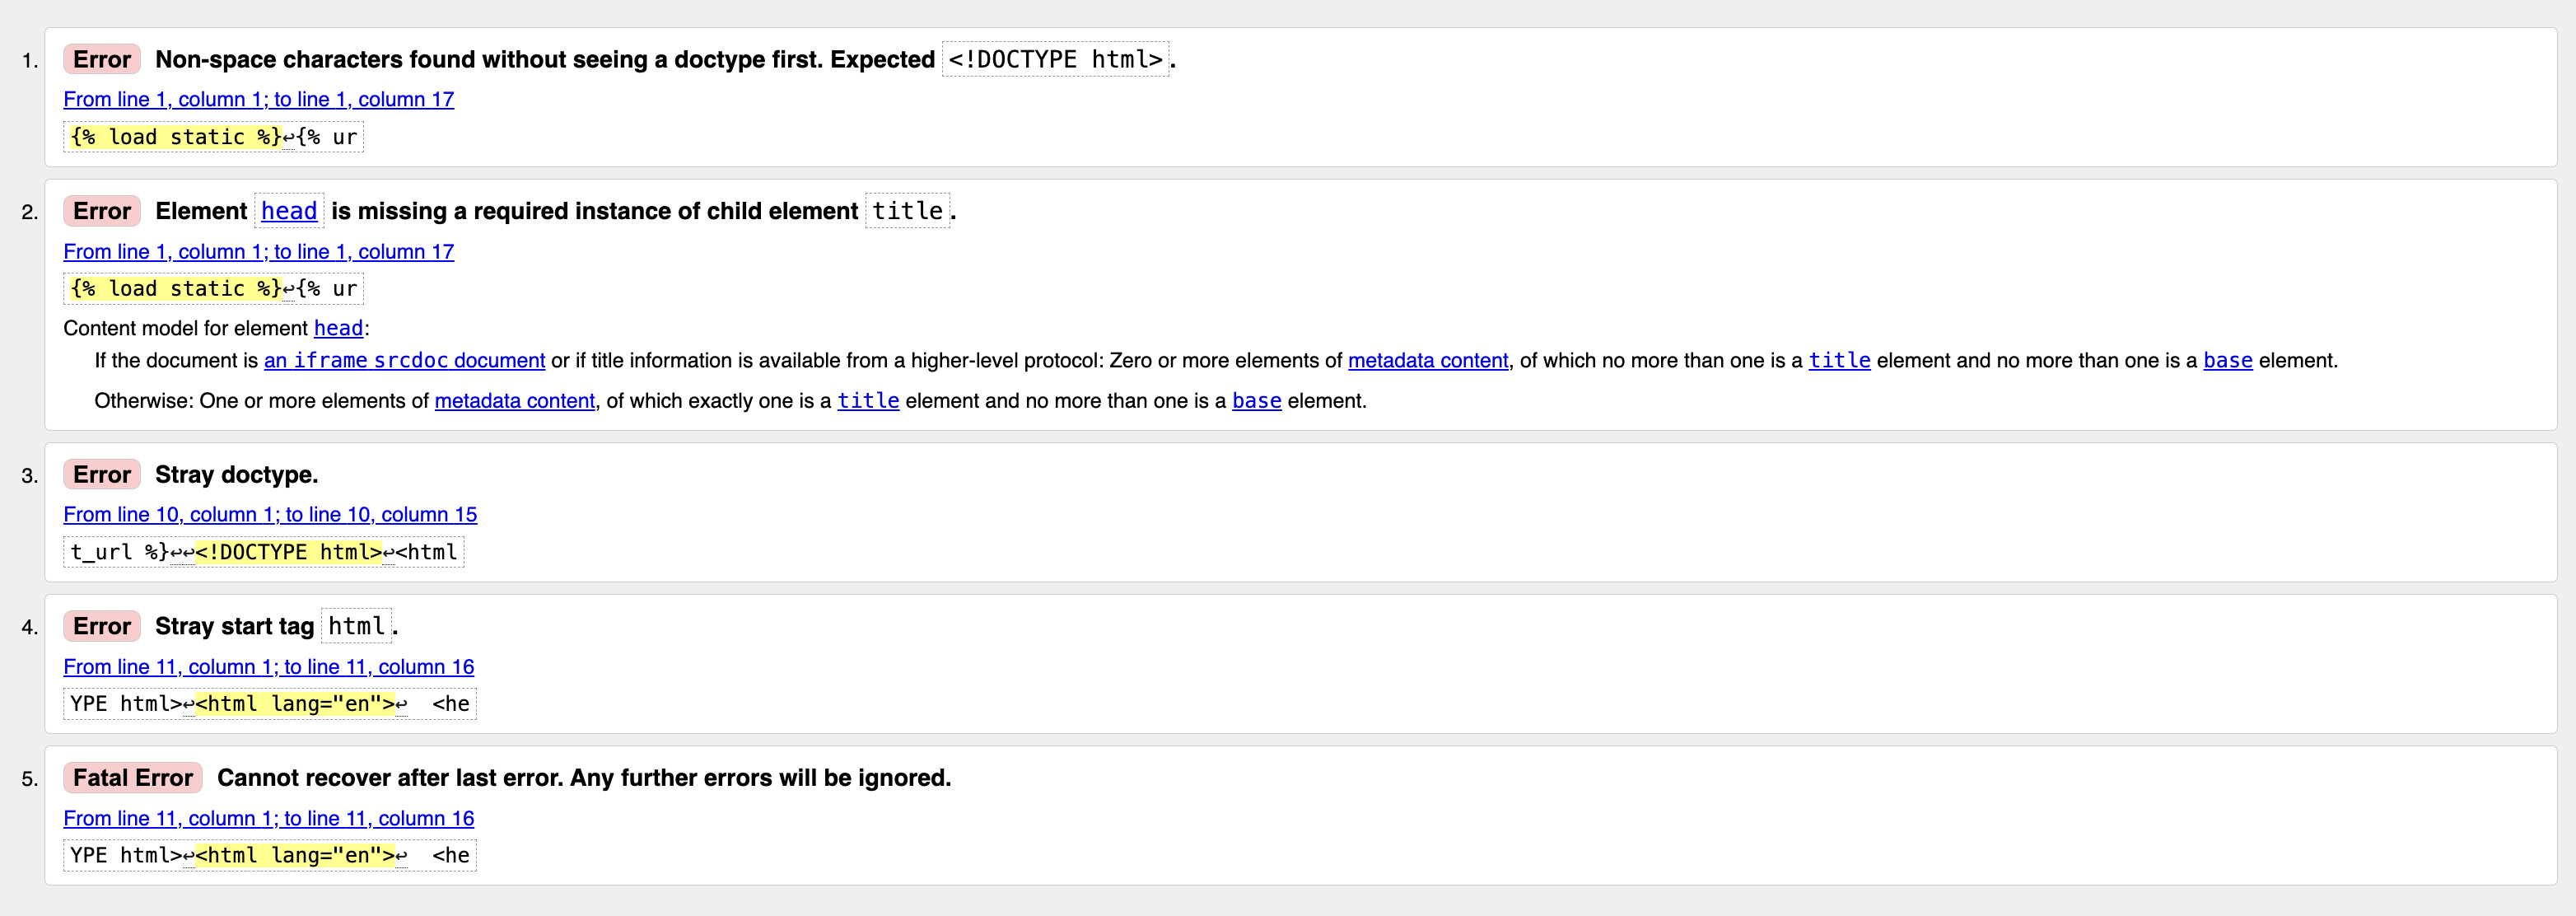 1. Error Non-space characters found without seeing a doctype first. Expected <!DOCTYPE html>.
From line 1, column 1; to line 1, column 17
{% load static %}↩{% ur
2. Error Element head is missing a required instance of child element title.
From line 1, column 1; to line 1, column 17
{% load static %}↩{% ur
Content model for element head:
If the document is an iframe srcdoc document or if title information is available from a higher-level protocol: Zero or more elements of metadata content, of which no more than one is a title element and no more than one is a base element.
Otherwise: One or more elements of metadata content, of which exactly one is a title element and no more than one is a base element.
3. Error Stray doctype.
From line 10, column 1; to line 10, column 15
t_url %}↩↩<!DOCTYPE html>↩<html
4. Error Stray start tag html.
From line 11, column 1; to line 11, column 16
YPE html>↩<html lang="en">↩  <he
5. Fatal Error Cannot recover after last error. Any further errors will be ignored.
From line 11, column 1; to line 11, column 16
YPE html>↩<html lang="en">↩  <he